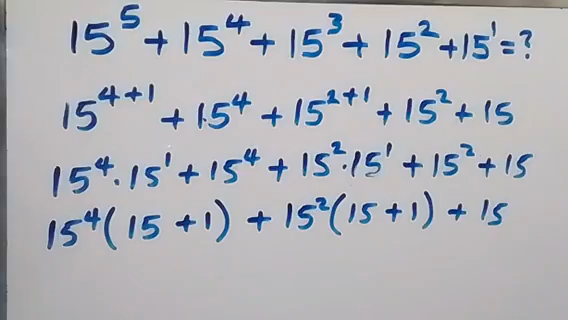 15⁵ + 15⁴ + 15³ + 15² + 15¹ = ?
15⁴⁺¹ + 15⁴ + 15²⁺¹ + 15² + 15
15⁴ · 15¹ + 15⁴ + 15² · 15¹ + 15² + 15
15⁴(15 + 1) + 15²(15 + 1) + 15